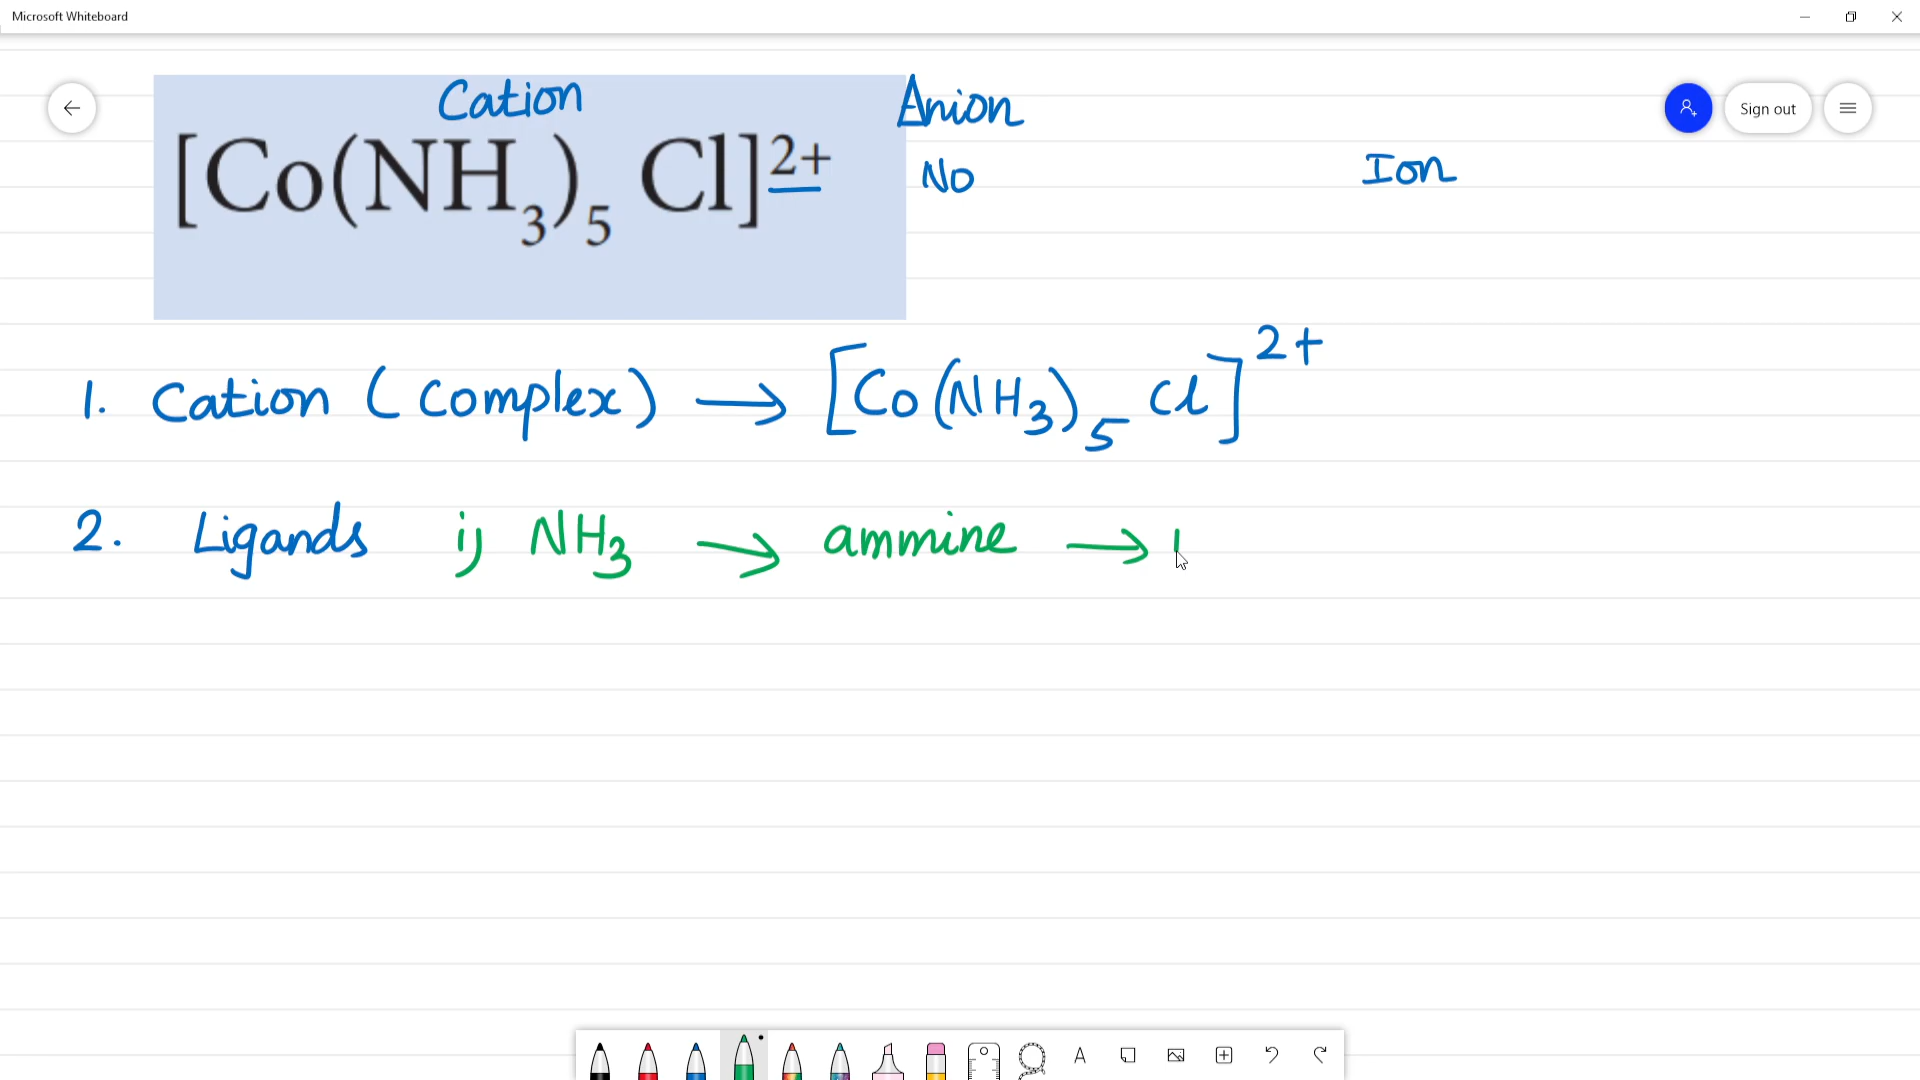 Microsoft Whiteboard
Cation Anion
[Co(NH₃)₅ Cl]²⁺ No Ion
Sign out
1. Cation (Complex) → [Co(NH₃)₅ Cl]²⁺
2. Ligands i) NH₃ → ammine →
A